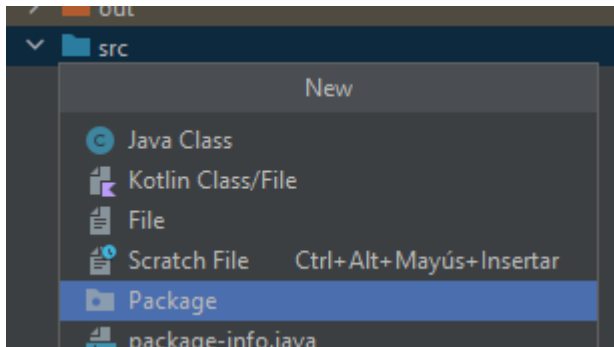 out
src
New
Java Class
Kotlin Class/File
File
Scratch File Ctrl+Alt+Mayús+Insertar
Package
package-info.java